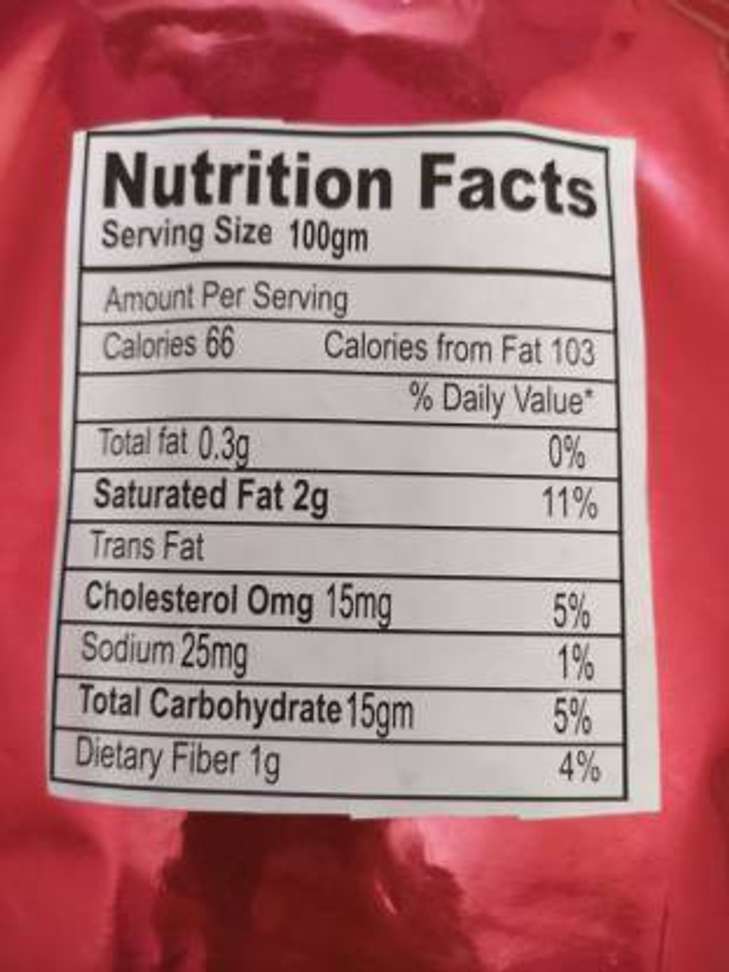 Nutrition Facts
Serving Size 100gm
Amount Per Serving
Calories 66 Calories from Fat 103
% Daily Value*
Total fat 0.3g 0%
Saturated Fat 2g 11%
Trans Fat
Cholesterol Omg 15mg 5%
Sodium 25mg 1%
Total Carbohydrate 15gm 5%
Dietary Fiber 1g 4%